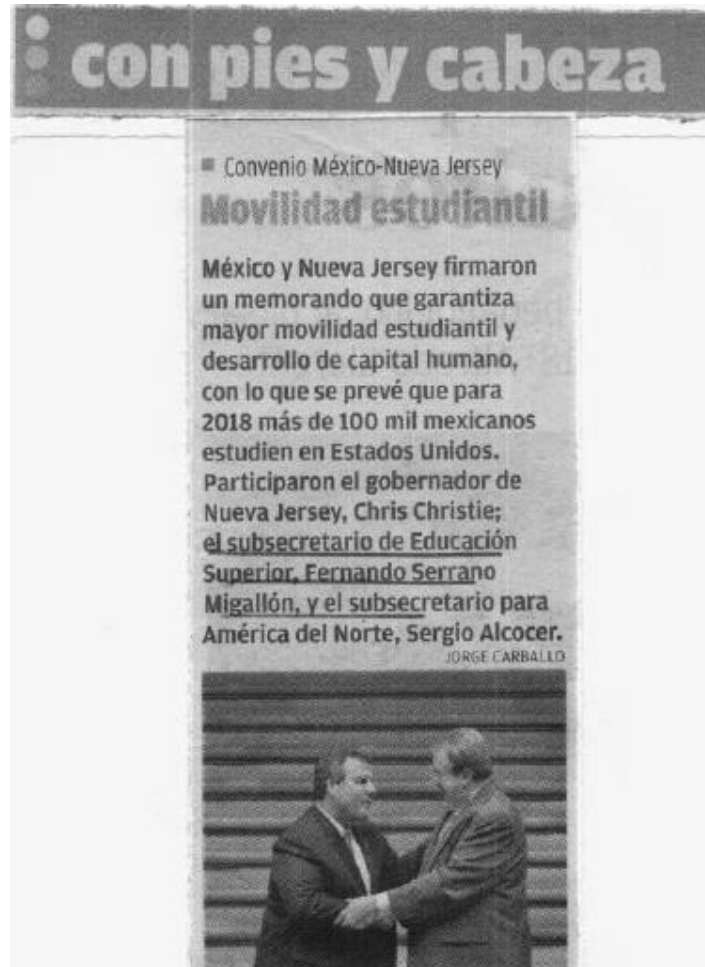 con pies y cabeza
Convenio México-Nueva Jersey
Movilidad estudiantil
México y Nueva Jersey firmaron
un memorando que garantiza
mayor movilidad estudiantil y
desarrollo de capital humano,
con lo que se prevé que para
2018 más de 100 mil mexicanos
estudien en Estados Unidos.
Participaron el gobernador de
Nueva Jersey, Chris Christie;
el subsecretario de Educación
Superior, Fernando Serrano
Migallón, y el subsecretario para
América del Norte, Sergio Alcocer.
JORGE CARBALLO